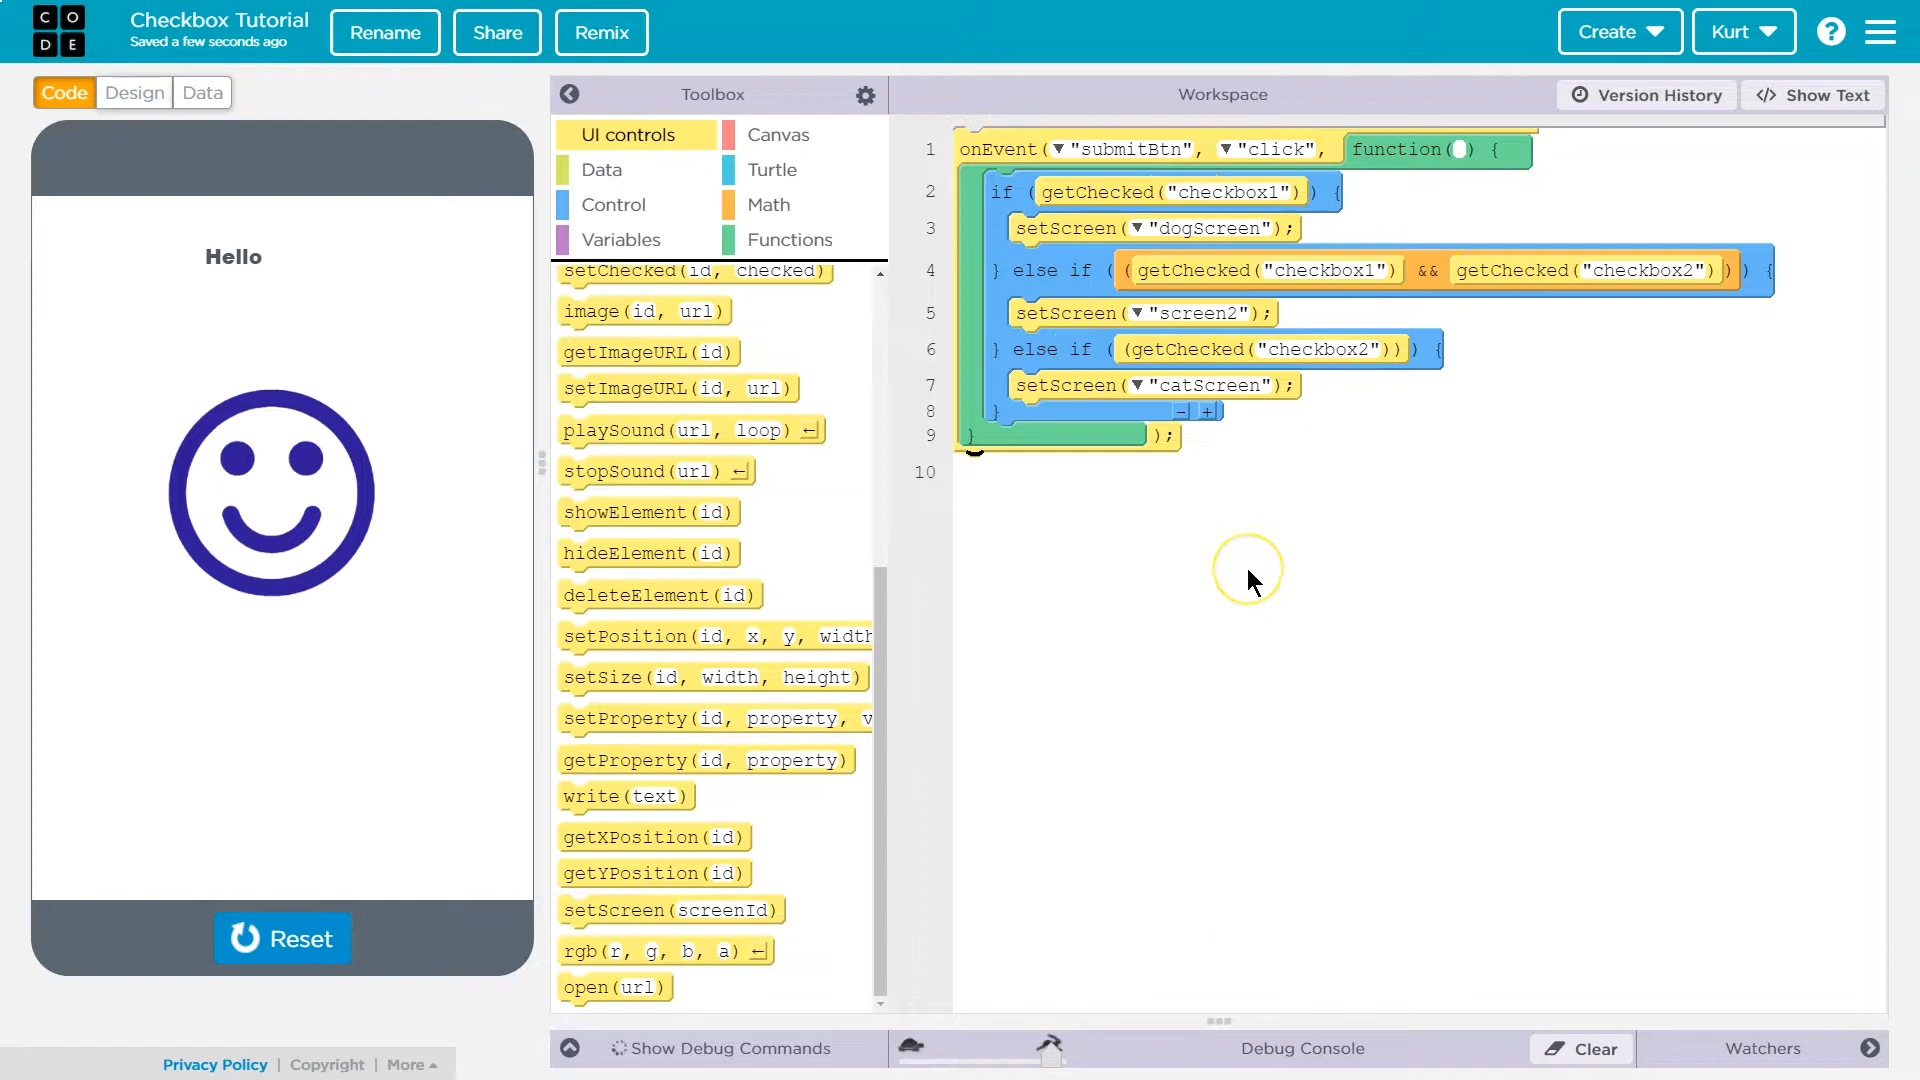 CO
DE
Checkbox Tutorial
Saved a few seconds ago
Rename
Share
Remix
Create
Kurt
?
Code
Design
Data
Toolbox
Workspace
Version History
</> Show Text
UI controls
Canvas
Data
Turtle
Control
Math
Variables
Functions
Hello
Reset
setChecked(id, checked)
image(id, url)
getImageURL(id)
setImageURL(id, url)
playSound(url, loop)
stopSound(url)
showElement(id)
hideElement(id)
deleteElement(id)
setPosition(id, x, y, width
setSize(id, width, height)
setProperty(id, property, v
getProperty(id, property)
write(text)
getXPosition(id)
getYPosition(id)
setScreen(screenId)
rgb(r, g, b, a)
open(url)
1 onEvent("submitBtn", "click", function( ) {
2 if (getChecked("checkbox1")) {
3 setScreen("dogScreen");
4 } else if ((getChecked("checkbox1") && getChecked("checkbox2"))) {
5 setScreen("screen2");
6 } else if ((getChecked("checkbox2"))) {
7 setScreen("catScreen");
8 } - +
9 });
10
Show Debug Commands
Debug Console
Clear
Watchers
Privacy Policy | Copyright | More